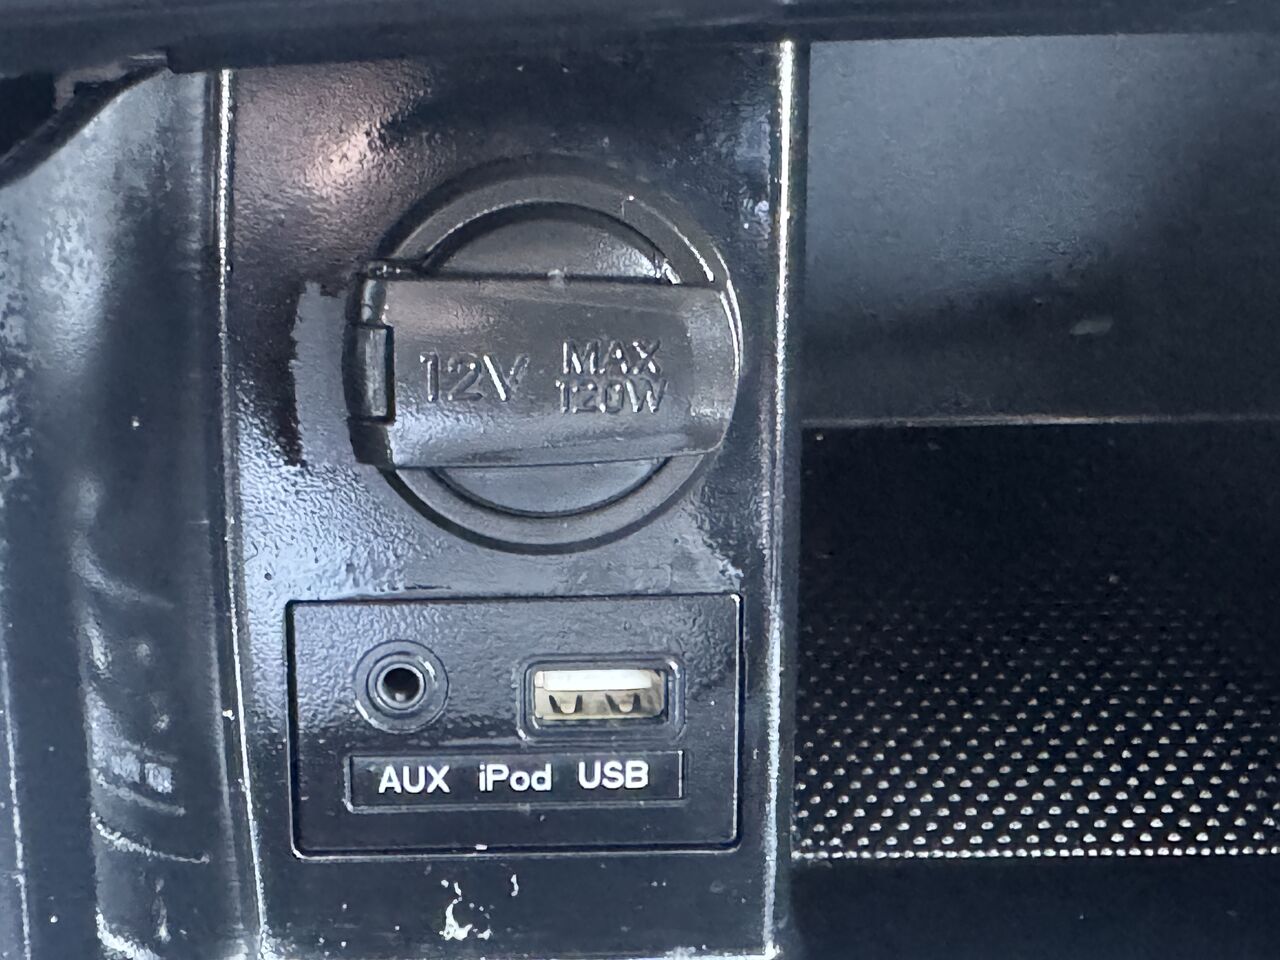 12V MAX
120W
AUX iPod USB